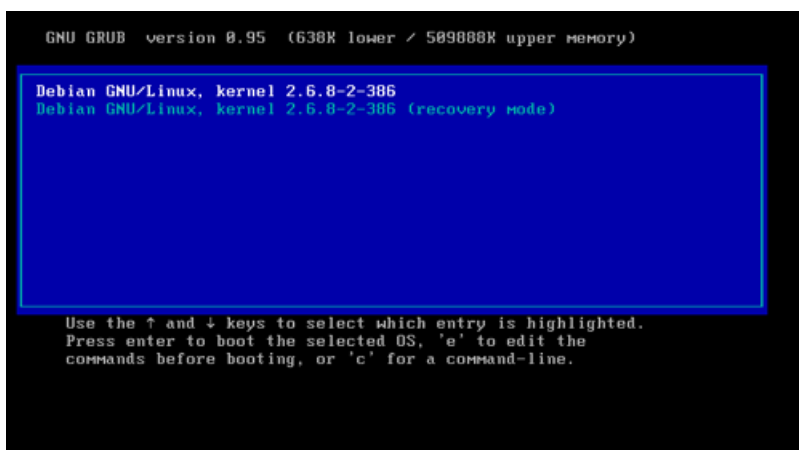 GNU GRUB  version 0.95  (638K lower / 509888K upper memory)
Debian GNU/Linux, kernel 2.6.8-2-386
Debian GNU/Linux, kernel 2.6.8-2-386 (recovery mode)
Use the ↑ and ↓ keys to select which entry is highlighted.
Press enter to boot the selected OS, 'e' to edit the
commands before booting, or 'c' for a command-line.